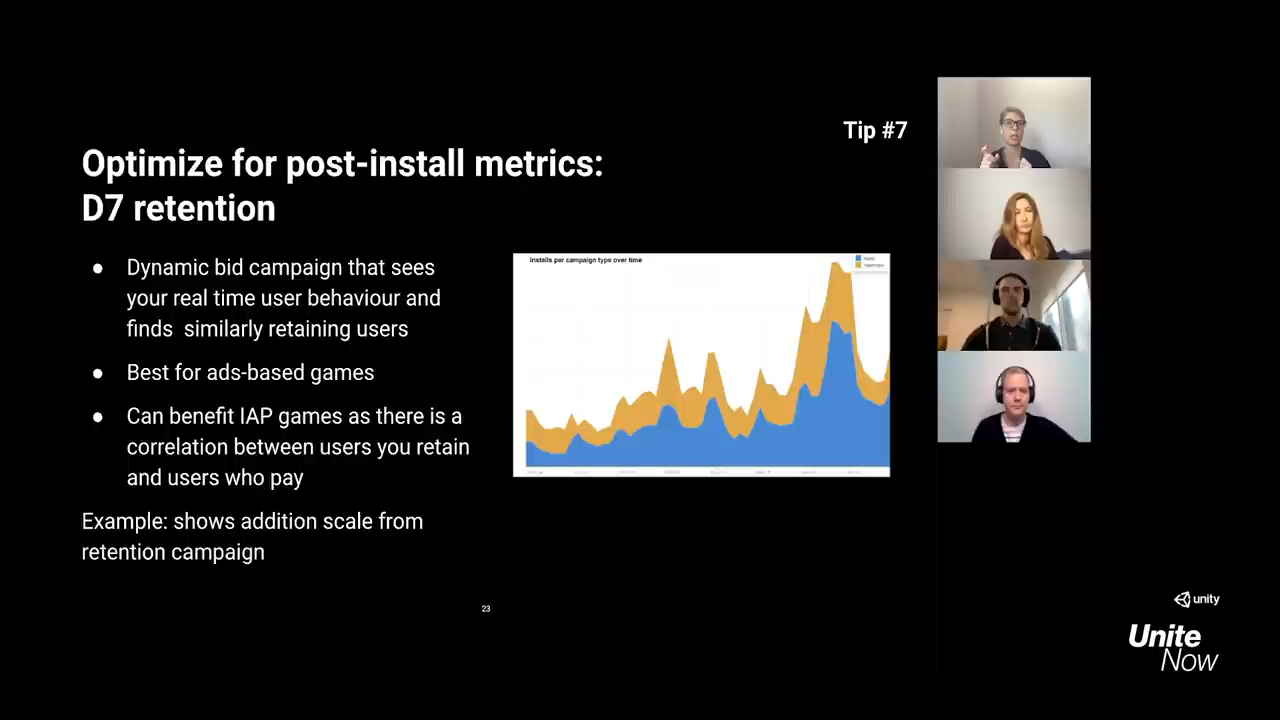 Tip #7
Optimize for post-install metrics:
D7 retention
● Dynamic bid campaign that sees
your real time user behaviour and
finds similarly retaining users
● Best for ads-based games
● Can benefit IAP games as there is a
correlation between users you retain
and users who pay
Example: shows addition scale from
retention campaign
Installs per campaign type over time
retention
23
unity
Unite
Now